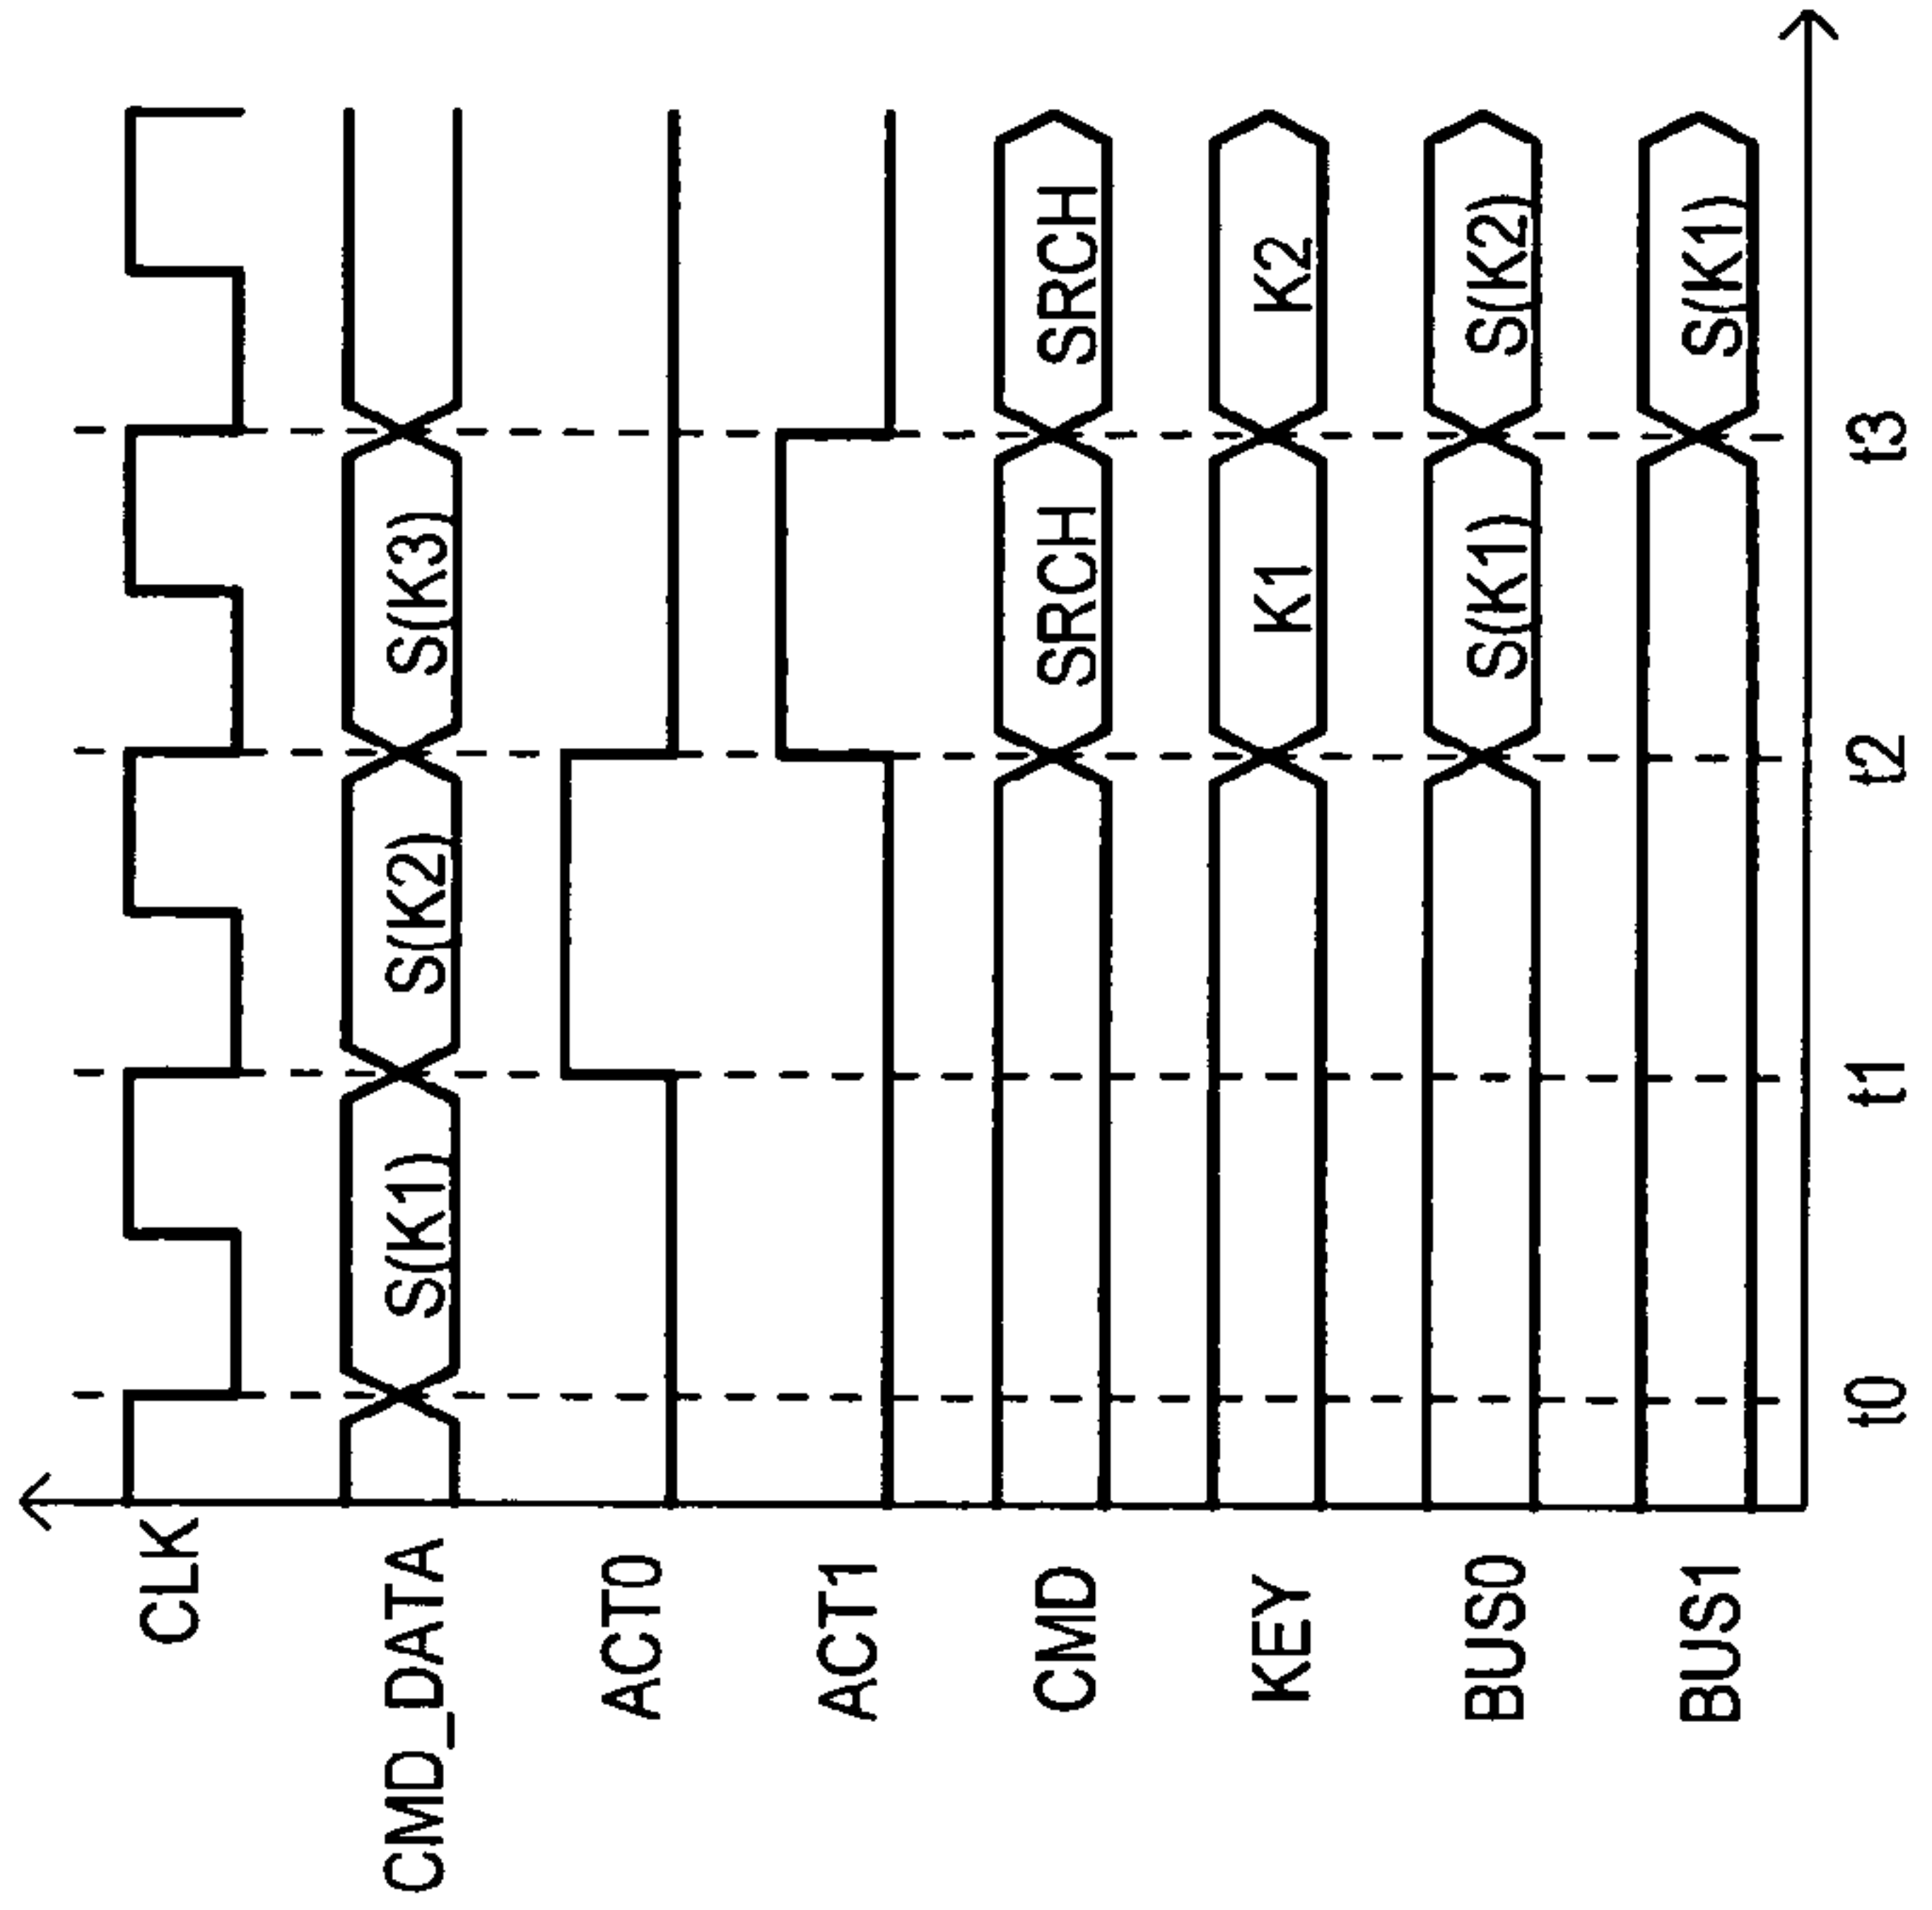 CLK
CMD_DATA S(K1) S(K2) S(K3)
ACT0
ACT1
CMD SRCH SRCH
KEY K1 K2
BUS0 S(K1) S(K2)
BUS1 S(K1)
t0 t1 t2 t3